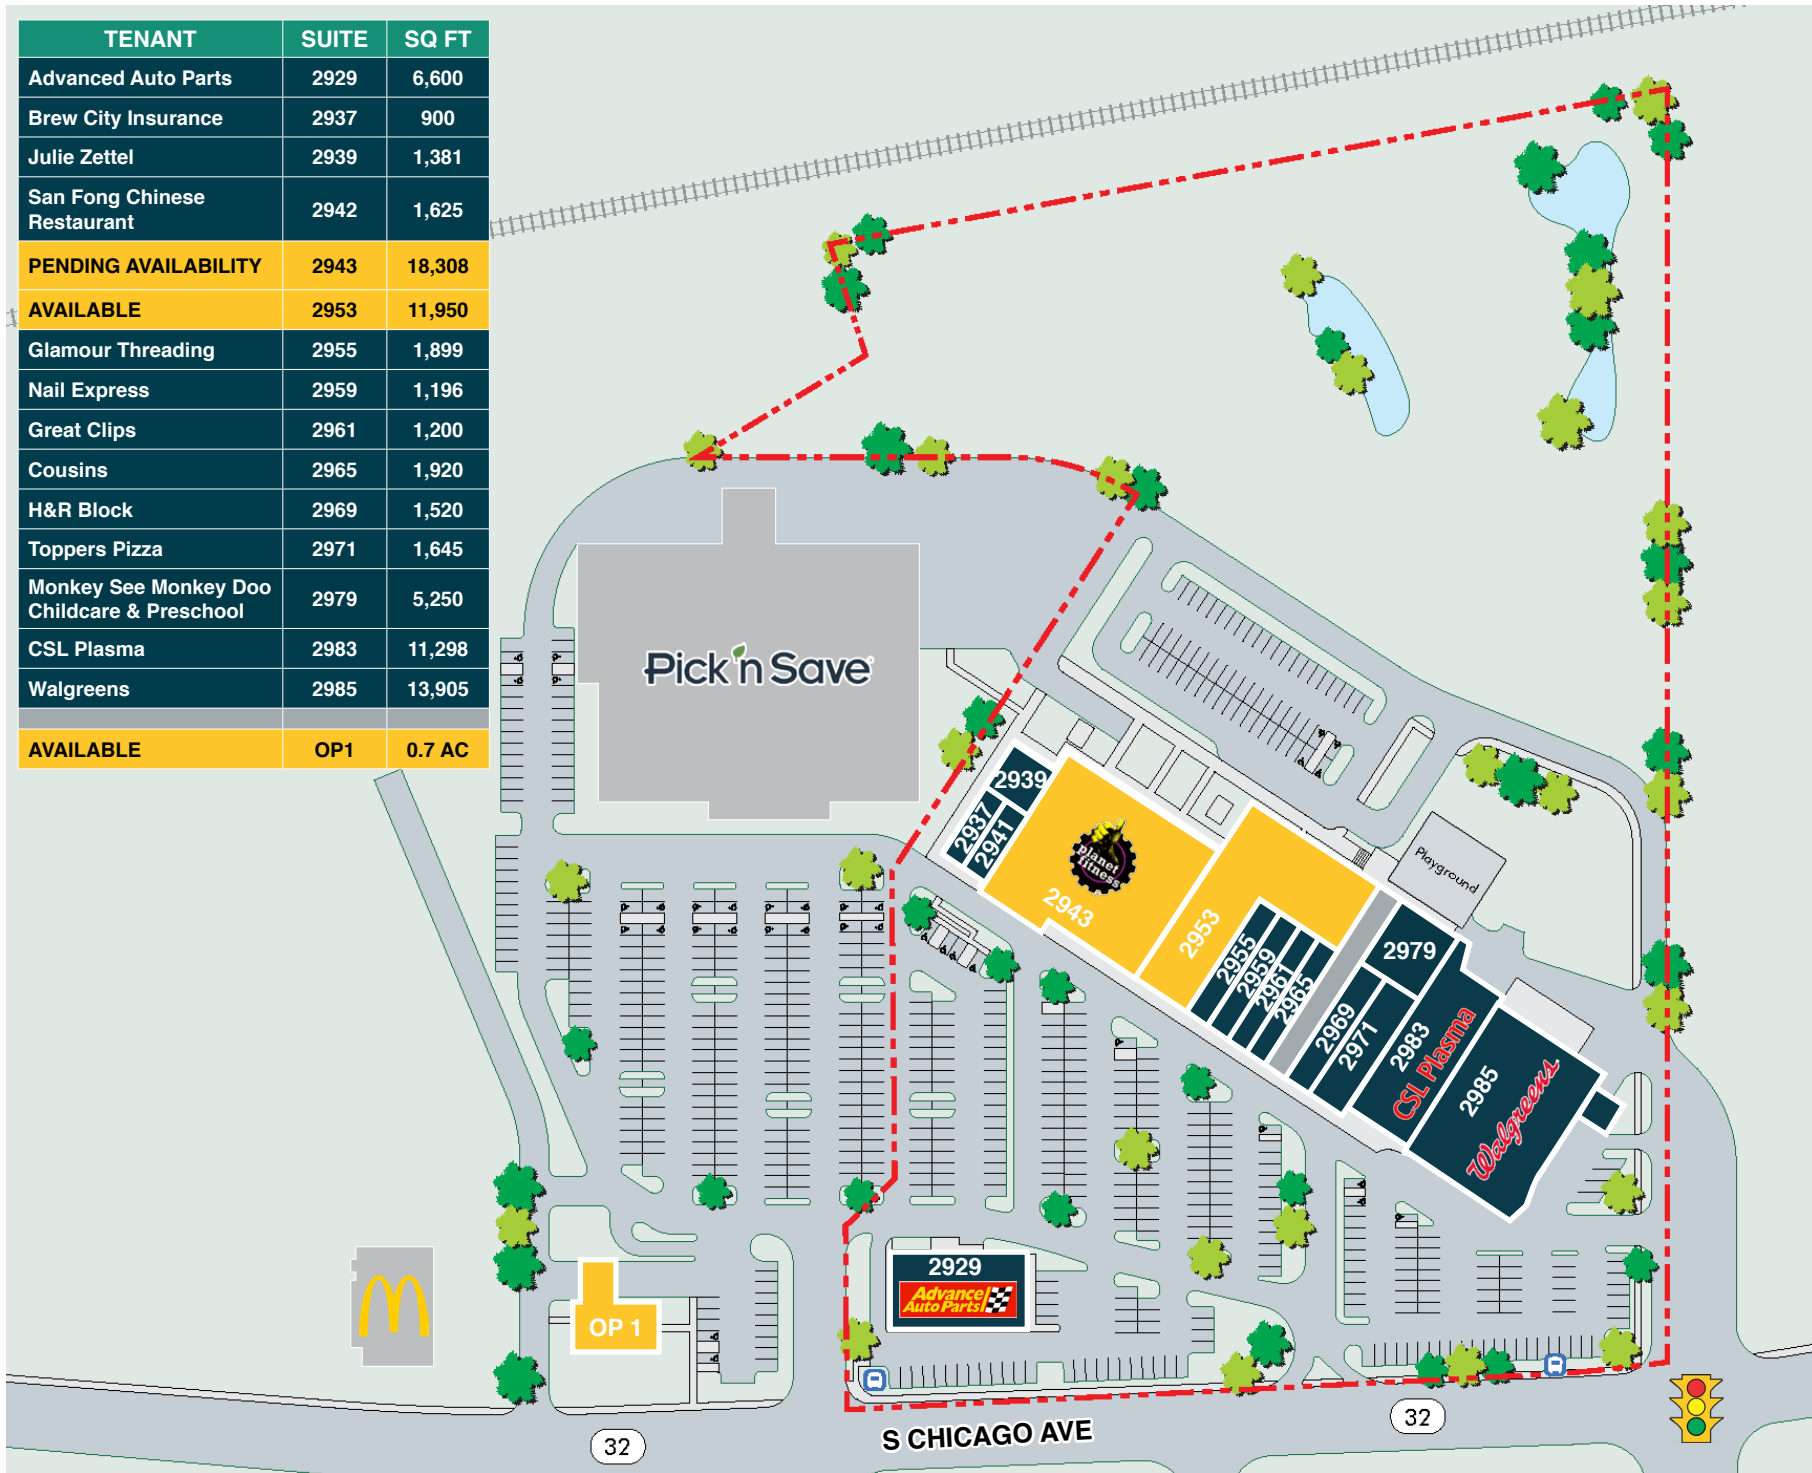 TENANT SUITE SQ FT
Advanced Auto Parts 2929 6,600
Brew City Insurance 2937 900
Julie Zettel 2939 1,381
San Fong Chinese
Restaurant 2942 1,625
PENDING AVAILABILITY 2943 18,308
AVAILABLE 2953 11,950
Glamour Threading 2955 1,899
Nail Express 2959 1,196
Great Clips 2961 1,200
Cousins 2965 1,920
H&R Block 2969 1,520
Toppers Pizza 2971 1,645
Monkey See Monkey Doo
Childcare & Preschool 2979 5,250
CSL Plasma 2983 11,298
Walgreens 2985 13,905
AVAILABLE OP1 0.7 AC
Pick 'n Save
2939
2937
2941
planet
fitness
2943
2953
2955
2959
2961
2965
Playground
2979
2969
2971
2983
CSL Plasma
2985
Walgreens
2929
Advance
Auto Parts
OP 1
32
S CHICAGO AVE
32